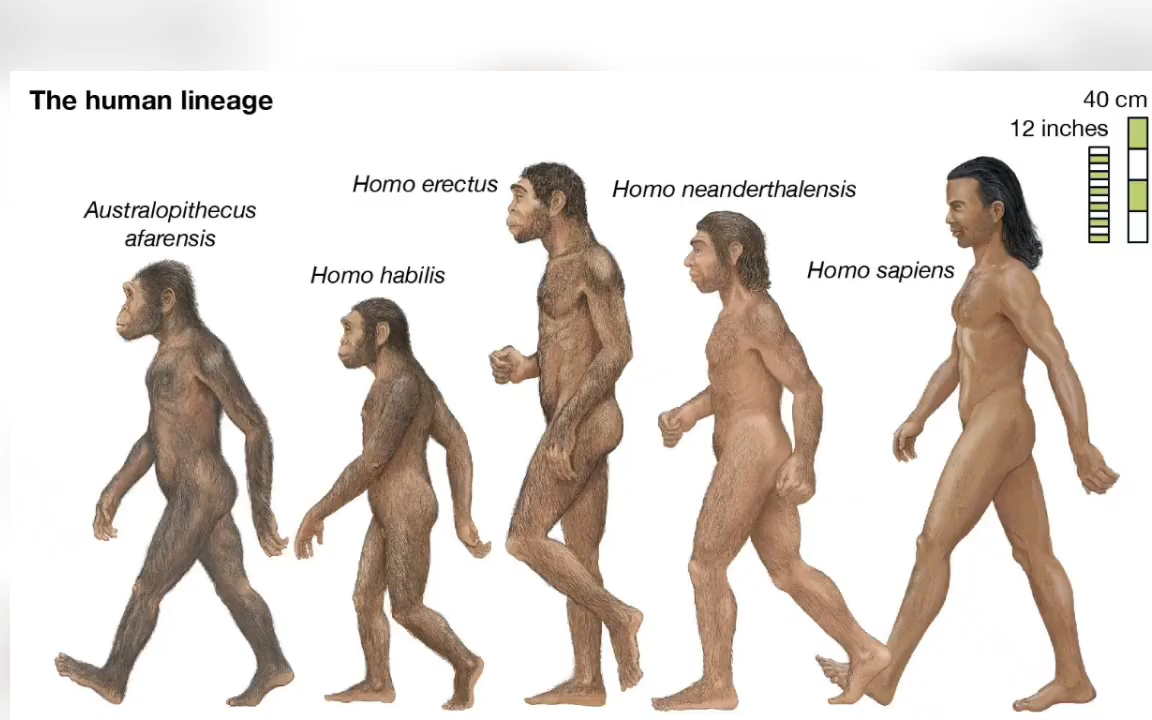 The human lineage
40 cm
12 inches
Homo erectus
Homo neanderthalensis
Australopithecus
afarensis
Homo habilis
Homo sapiens